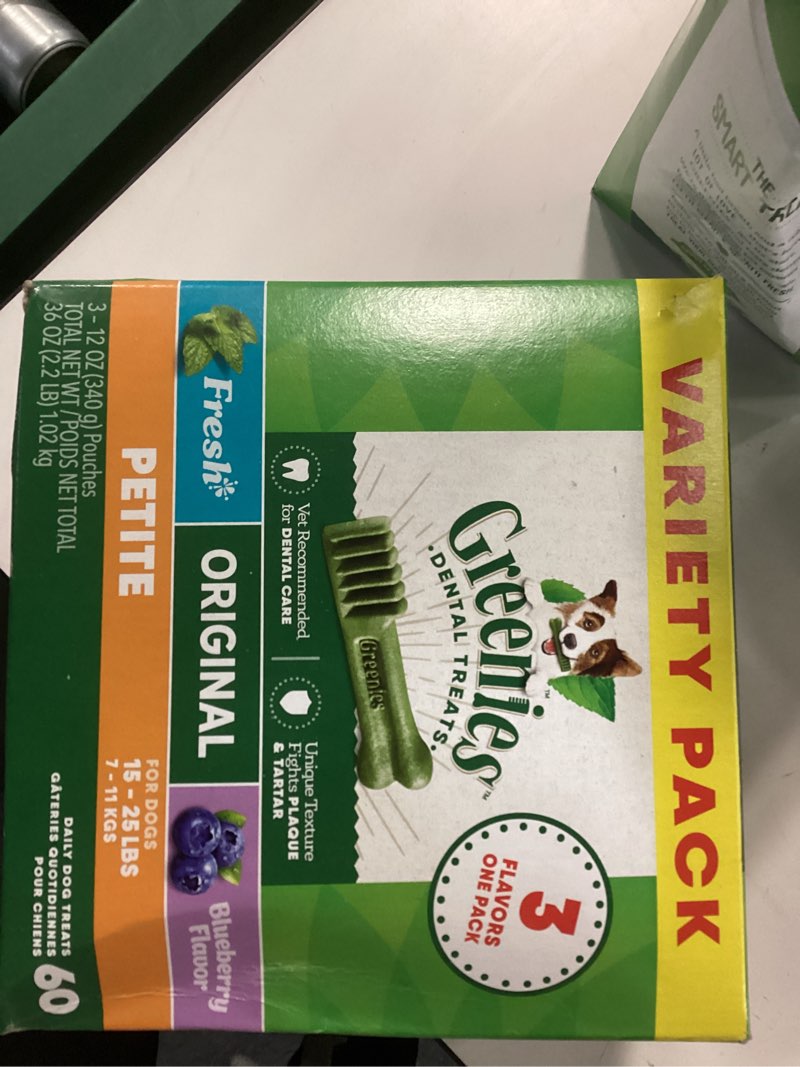 VARIETY PACK
Greenies™
DENTAL TREATS.
3
FLAVORS
ONE PACK
Greenies
Vet Recommended
for DENTAL CARE
Unique Texture
Fights PLAQUE
& TARTAR
Fresh
ORIGINAL
Blueberry
Flavor
PETITE
FOR DOGS
15 - 25 LBS
7 - 11 KGS
3 - 12 OZ (340 g) Pouches
TOTAL NET WT / POIDS NET TOTAL
36 OZ (2.2 LB) 1.02 kg
DAILY DOG TREATS
GÂTERIES QUOTIDIENNES
POUR CHIENS
60
THE
SMART